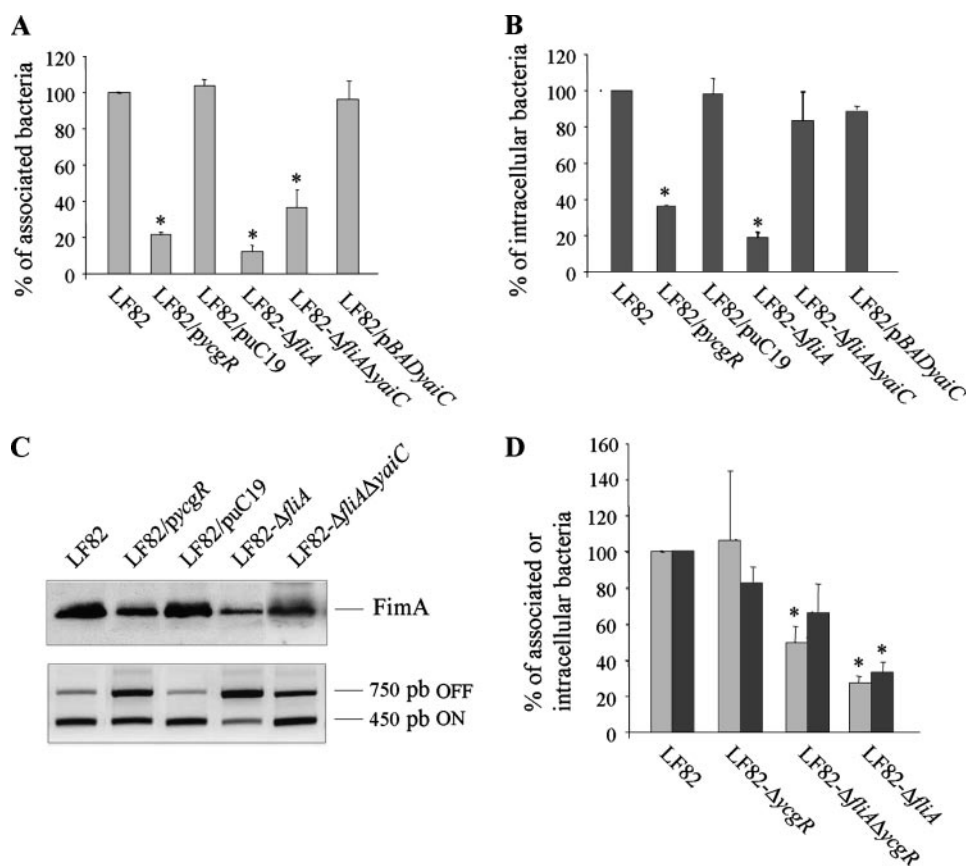 A
% of associated bacteria
120
100
80
60
40
20
0
*
*
*
LF82
LF82/pycgR
LF82/puC19
LF82-ΔfliA
LF82-ΔfliAΔyaiC
LF82/pBADyaiC
B
% of intracellular bacteria
120
100
80
60
40
20
0
*
*
LF82
LF82/pycgR
LF82/puC19
LF82-ΔfliA
LF82-ΔfliAΔyaiC
LF82/pBADyaiC
C
LF82
LF82/pycgR
LF82/puC19
LF82-ΔfliA
LF82-ΔfliAΔyaiC
FimA
750 pb OFF
450 pb ON
D
% of associated or
intracellular bacteria
160
140
120
100
80
60
40
20
0
*
*
*
LF82
LF82-ΔycgR
LF82-ΔfliAΔycgR
LF82-ΔfliA